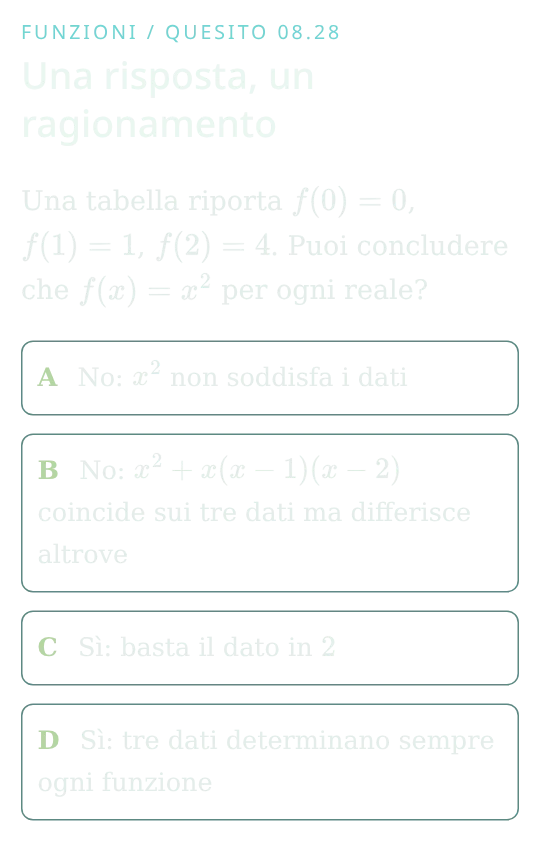 FUNZIONI / QUESITO 08.28
Una risposta, un
ragionamento
Una tabella riporta f(0) = 0,
f(1) = 1, f(2) = 4. Puoi concludere
che f(x) = x² per ogni reale?
A No: x² non soddisfa i dati
B No: x² + x(x − 1)(x − 2)
coincide sui tre dati ma differisce
altrove
C Sì: basta il dato in 2
D Sì: tre dati determinano sempre
ogni funzione